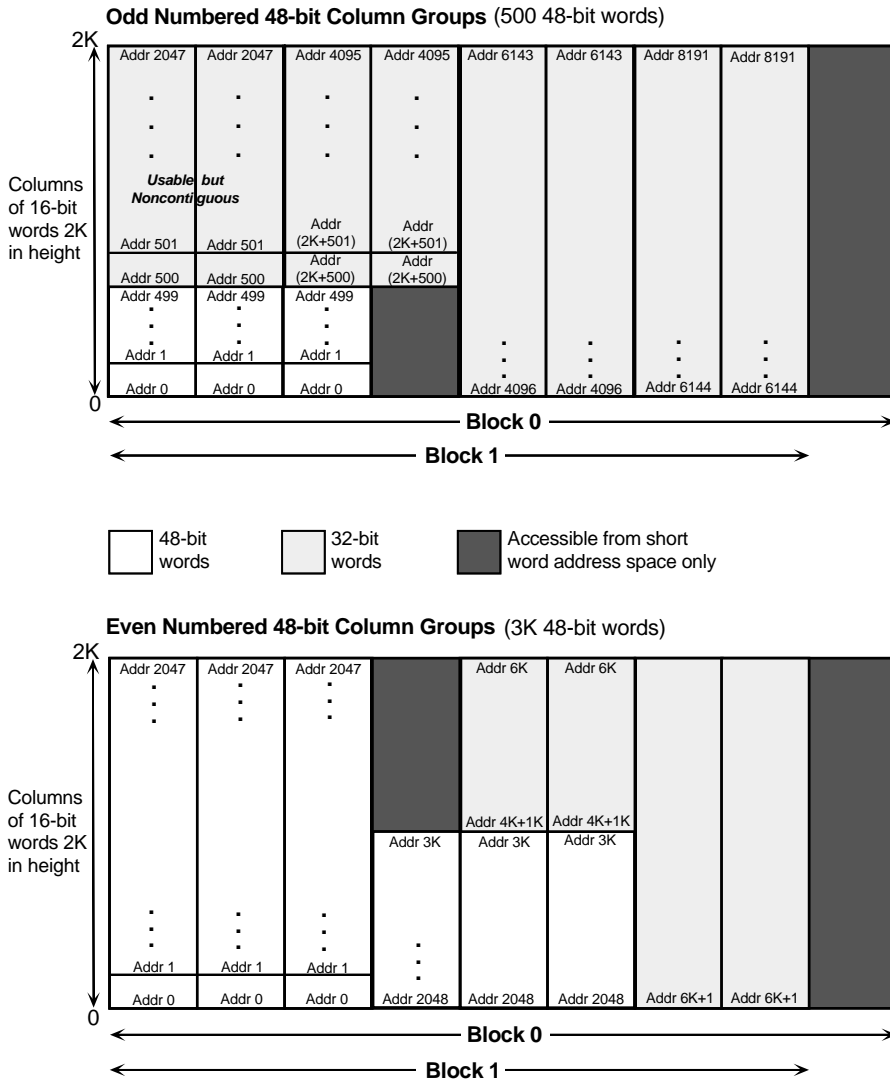 Odd Numbered 48-bit Column Groups (500 48-bit words)
2K
Addr 2047 Addr 2047 Addr 4095 Addr 4095 Addr 6143 Addr 6143 Addr 8191 Addr 8191
Columns
of 16-bit
words 2K
in height
Usable, but
Noncontiguous
Addr 501 Addr 501 Addr (2K+501) Addr (2K+501)
Addr 500 Addr 500 Addr (2K+500) Addr (2K+500)
Addr 499 Addr 499 Addr 499
Addr 1 Addr 1 Addr 1
Addr 0 Addr 0 Addr 0 Addr 4096 Addr 4096 Addr 6144 Addr 6144
0
Block 0
Block 1
48-bit
words
32-bit
words
Accessible from short
word address space only
Even Numbered 48-bit Column Groups (3K 48-bit words)
2K
Addr 2047 Addr 2047 Addr 2047 Addr 6K Addr 6K
Columns
of 16-bit
words 2K
in height
Addr 4K+1K Addr 4K+1K
Addr 3K Addr 3K Addr 3K
Addr 1 Addr 1 Addr 1
Addr 0 Addr 0 Addr 0 Addr 2048 Addr 2048 Addr 2048 Addr 6K+1 Addr 6K+1
0
Block 0
Block 1